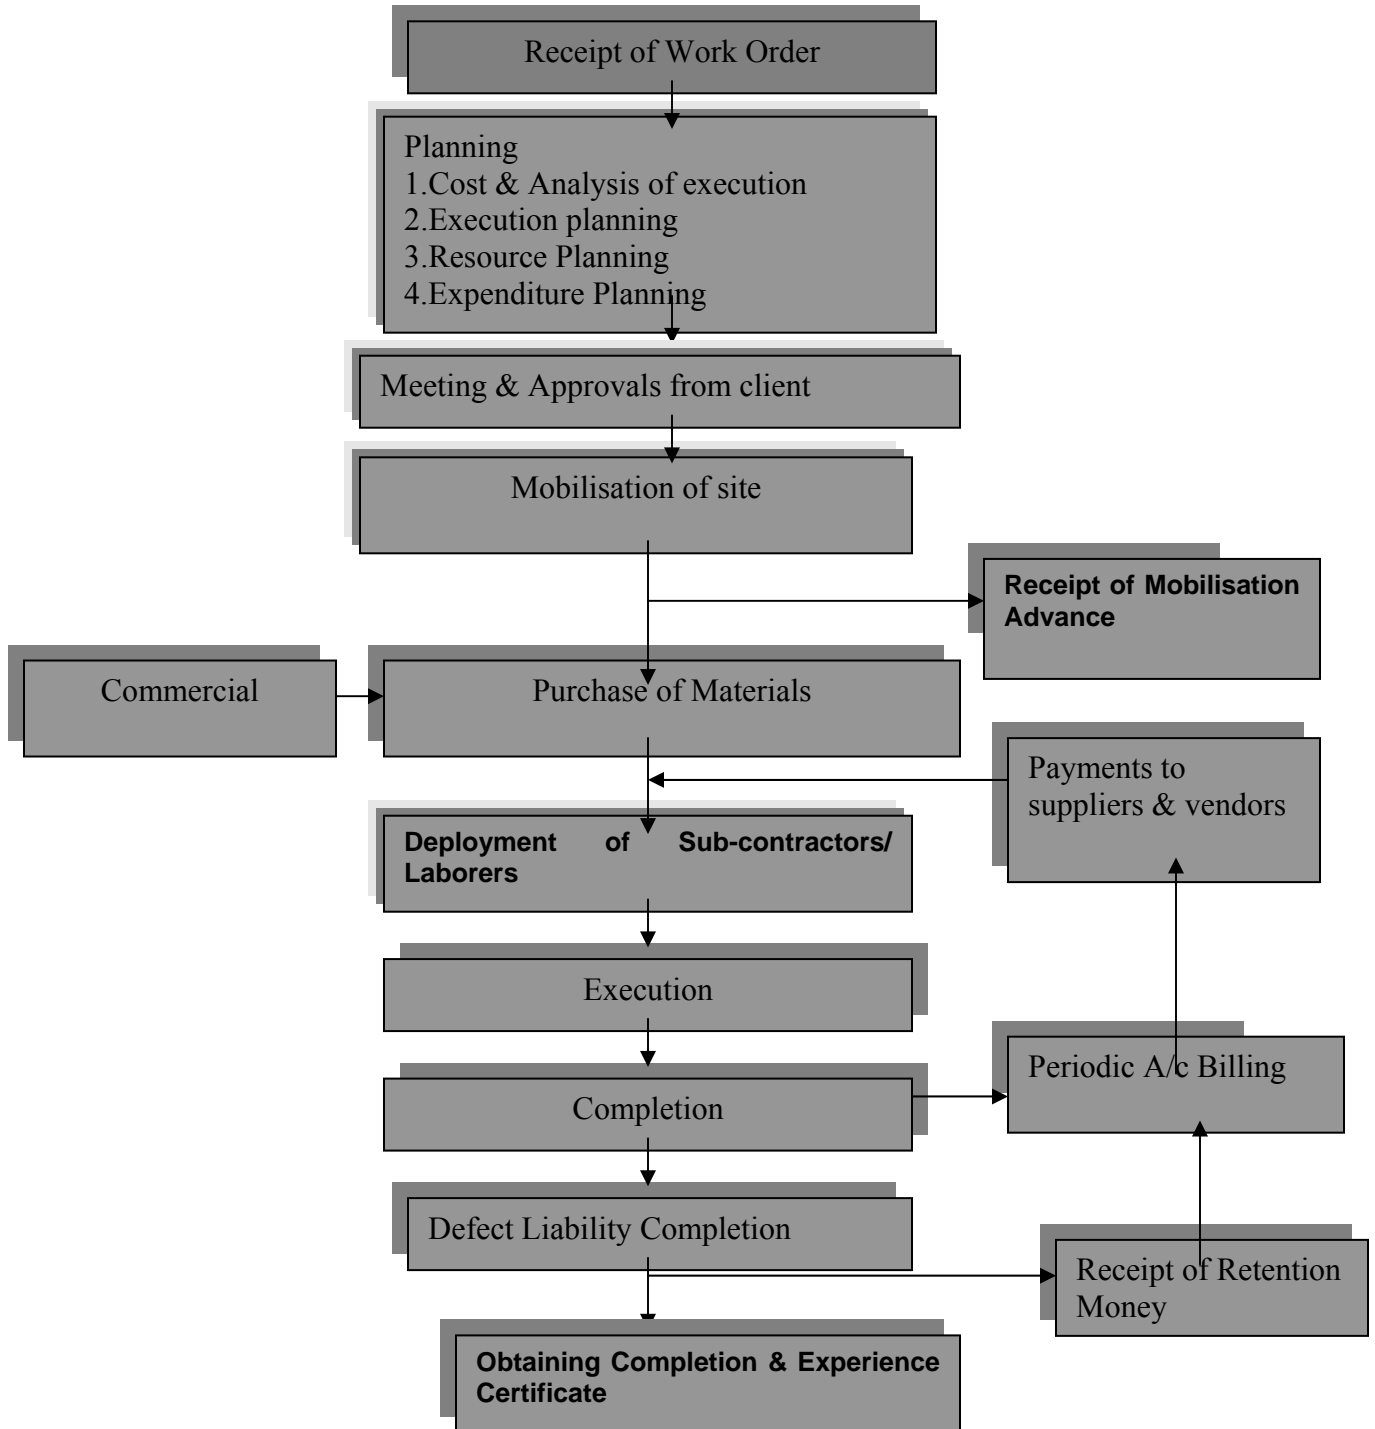 Receipt of Work Order
Planning
1.Cost & Analysis of execution
2.Execution planning
3.Resource Planning
4.Expenditure Planning
Meeting & Approvals from client
Mobilisation of site
Receipt of Mobilisation
Advance
Commercial
Purchase of Materials
Payments to
suppliers & vendors
Deployment of Sub-contractors/
Laborers
Execution
Periodic A/c Billing
Completion
Defect Liability Completion
Receipt of Retention
Money
Obtaining Completion & Experience
Certificate